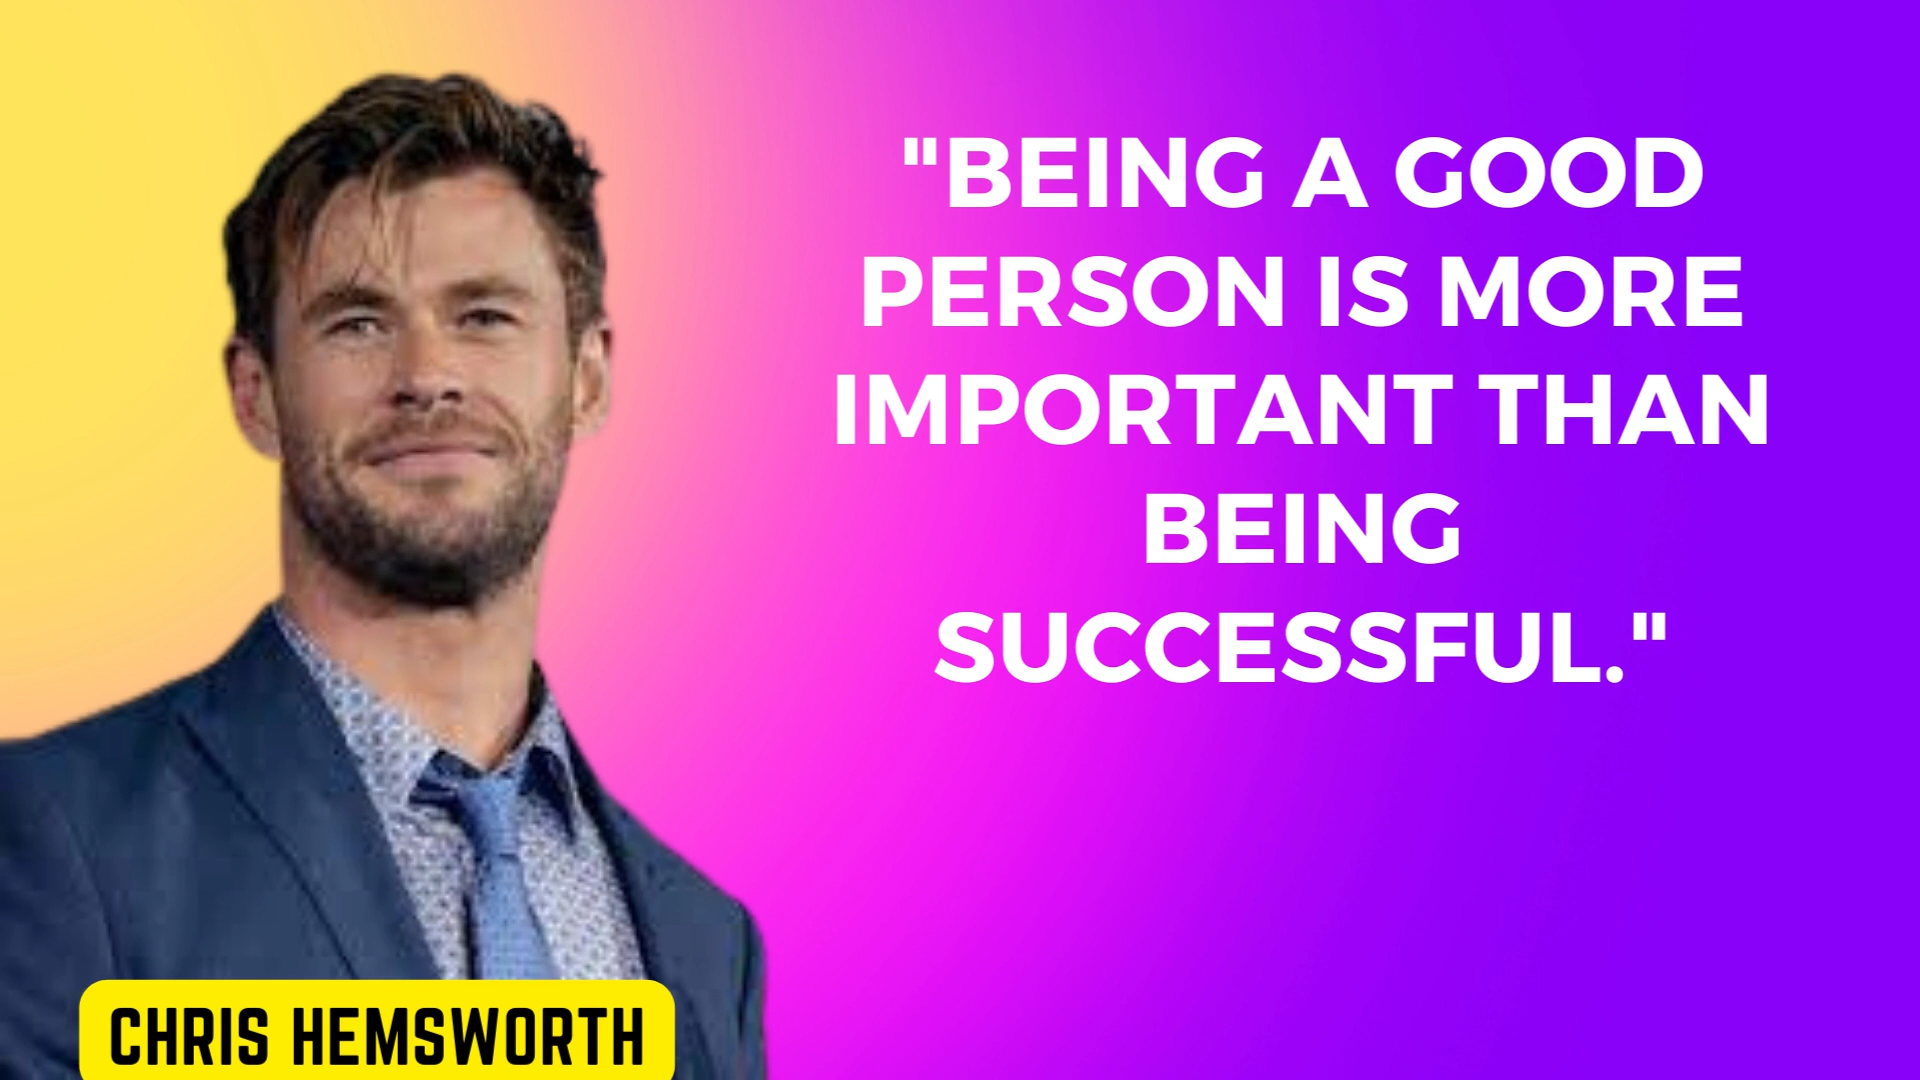 "BEING A GOOD
PERSON IS MORE
IMPORTANT THAN
BEING
SUCCESSFUL."
CHRIS HEMSWORTH